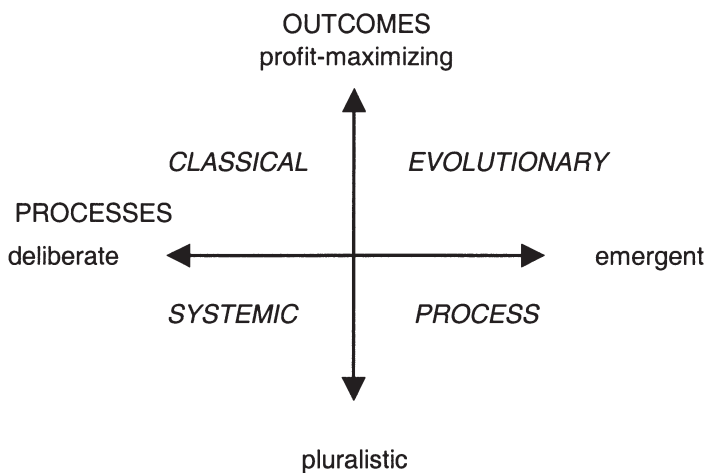 OUTCOMES
profit-maximizing
CLASSICAL
EVOLUTIONARY
PROCESSES
deliberate
emergent
SYSTEMIC
PROCESS
pluralistic